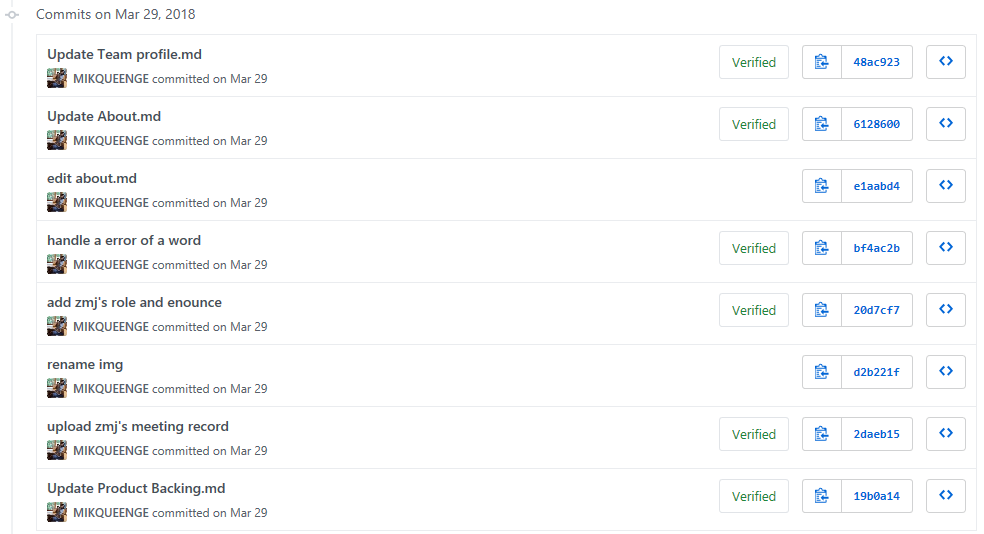 Commits on Mar 29, 2018
Update Team profile.md
MIKQUEENGE committed on Mar 29
Verified
48ac923
Update About.md
MIKQUEENGE committed on Mar 29
Verified
6128600
edit about.md
MIKQUEENGE committed on Mar 29
e1aabd4
handle a error of a word
MIKQUEENGE committed on Mar 29
Verified
bf4ac2b
add zmj's role and enounce
MIKQUEENGE committed on Mar 29
Verified
20d7cf7
rename img
MIKQUEENGE committed on Mar 29
d2b221f
upload zmj's meeting record
MIKQUEENGE committed on Mar 29
Verified
2daeb15
Update Product Backing.md
MIKQUEENGE committed on Mar 29
Verified
19b0a14